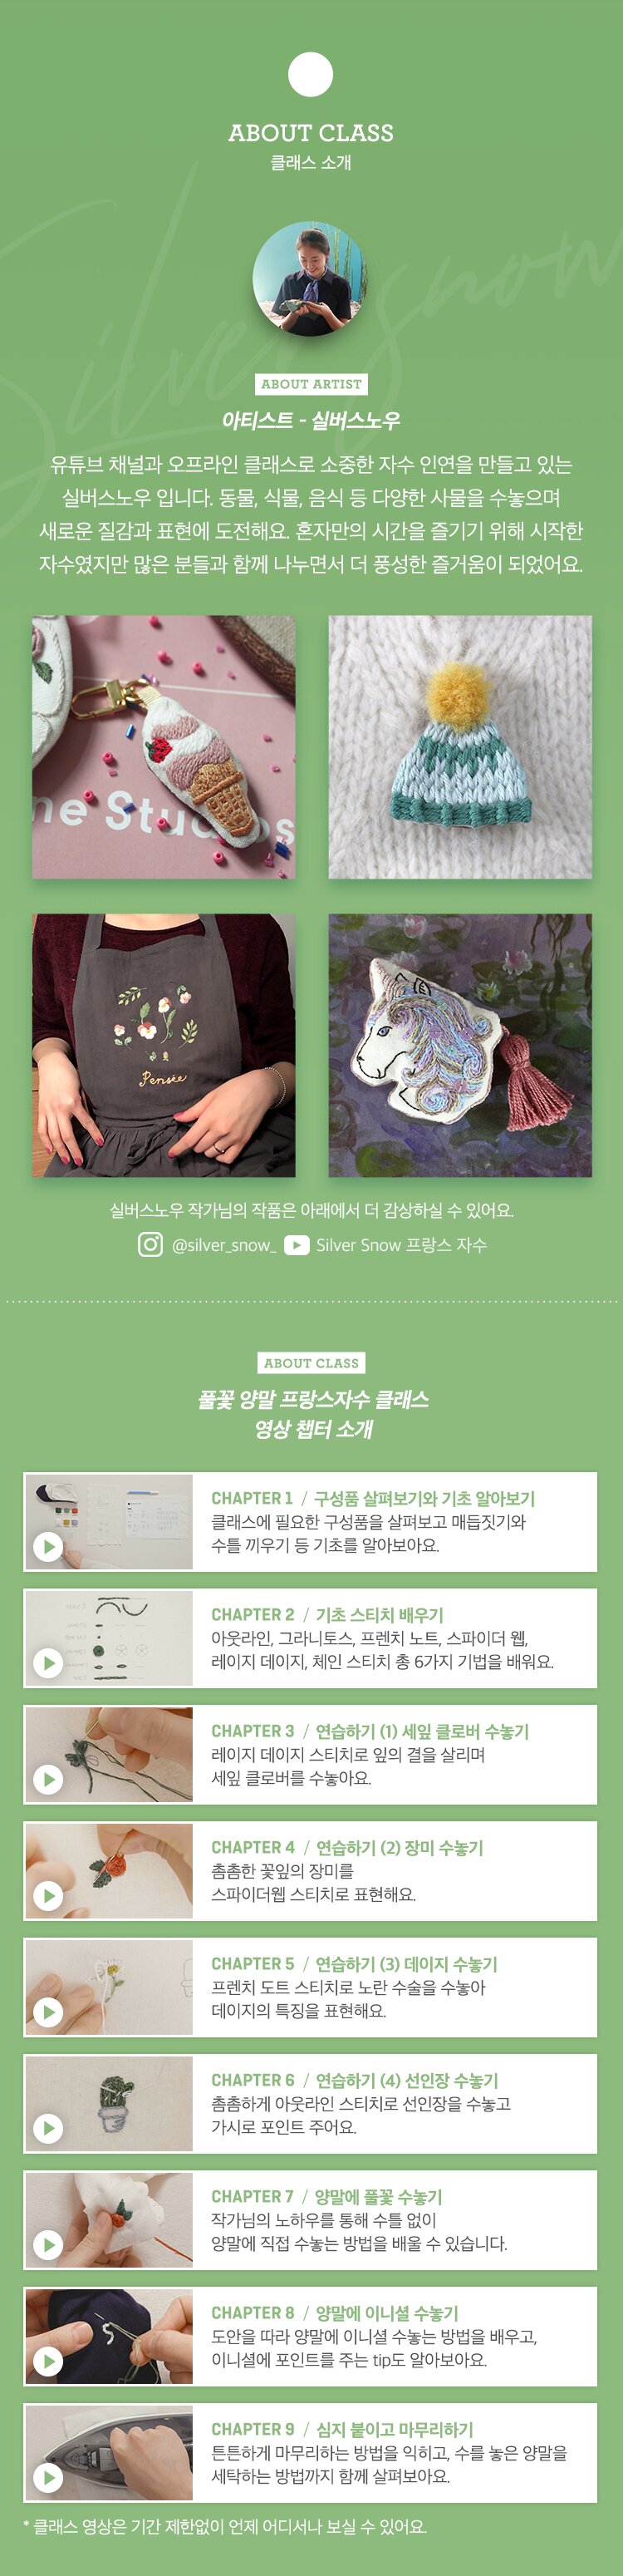 ABOUT CLASS
클래스 소개
Silver snow
ABOUT ARTIST
아티스트 - 실버스노우
유튜브 채널과 오프라인 클래스로 소중한 자수 인연을 만들고 있는
실버스노우 입니다. 동물, 식물, 음식 등 다양한 사물을 수놓으며
새로운 질감과 표현에 도전해요. 혼자만의 시간을 즐기기 위해 시작한
자수였지만 많은 분들과 함께 나누면서 더 풍성한 즐거움이 되었어요.
Pensée
실버스노우 작가님의 작품은 아래에서 더 감상하실 수 있어요.
@silver_snow_ Silver Snow 프랑스 자수
ABOUT CLASS
풀꽃 양말 프랑스자수 클래스
영상 챕터 소개
CHAPTER 1 / 구성품 살펴보기와 기초 알아보기
클래스에 필요한 구성품을 살펴보고 매듭짓기와
수틀 끼우기 등 기초를 알아보아요.
CHAPTER 2 / 기초 스티치 배우기
아웃라인, 그라니토스, 프렌치 노트, 스파이더 웹,
레이지 데이지, 체인 스티치 총 6가지 기법을 배워요.
CHAPTER 3 / 연습하기 (1) 세잎 클로버 수놓기
레이지 데이지 스티치로 잎의 결을 살리며
세잎 클로버를 수놓아요.
CHAPTER 4 / 연습하기 (2) 장미 수놓기
촘촘한 꽃잎의 장미를
스파이더웹 스티치로 표현해요.
CHAPTER 5 / 연습하기 (3) 데이지 수놓기
프렌치 도트 스티치로 노란 수술을 수놓아
데이지의 특징을 표현해요.
CHAPTER 6 / 연습하기 (4) 선인장 수놓기
촘촘하게 아웃라인 스티치로 선인장을 수놓고
가시로 포인트 주어요.
CHAPTER 7 / 양말에 풀꽃 수놓기
작가님의 노하우를 통해 수틀 없이
양말에 직접 수놓는 방법을 배울 수 있습니다.
CHAPTER 8 / 양말에 이니셜 수놓기
도안을 따라 양말에 이니셜 수놓는 방법을 배우고,
이니셜에 포인트를 주는 tip도 알아보아요.
CHAPTER 9 / 심지 붙이고 마무리하기
튼튼하게 마무리하는 방법을 익히고, 수를 놓은 양말을
세탁하는 방법까지 함께 살펴보아요.
* 클래스 영상은 기간 제한없이 언제 어디서나 보실 수 있어요.